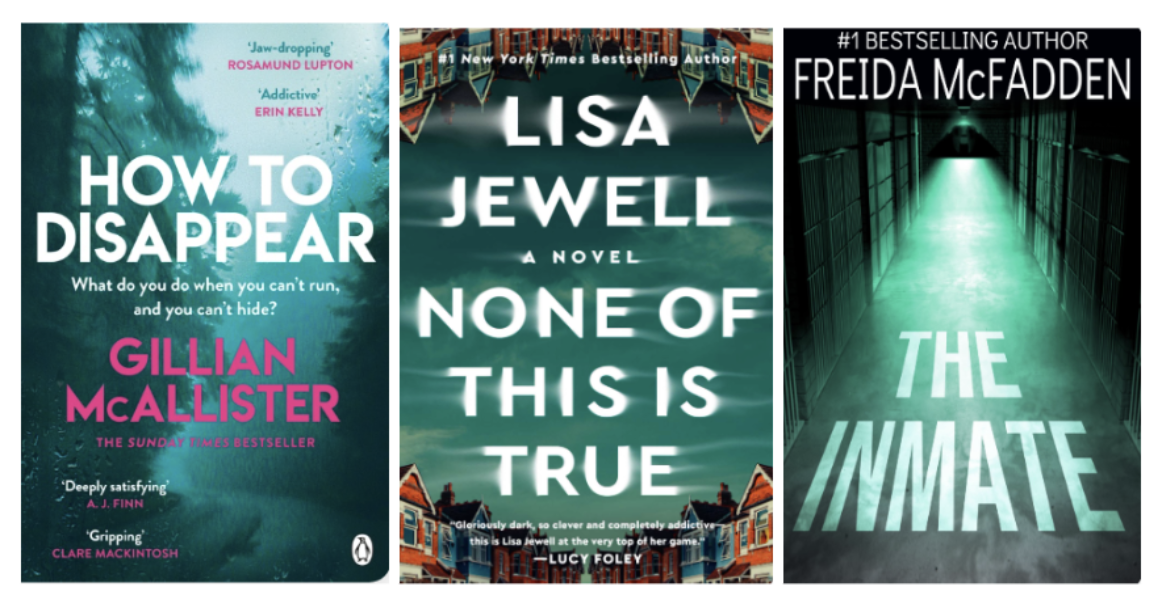 ‘Jaw-dropping’
ROSAMUND LUPTON
‘Addictive’
ERIN KELLY
HOW TO
DISAPPEAR
What do you do when you can’t run,
and you can’t hide?
GILLIAN
McALLISTER
THE SUNDAY TIMES BESTSELLER
‘Deeply satisfying’
A. J. FINN
‘Gripping’
CLARE MACKINTOSH
#1 New York Times Bestselling Author
LISA
JEWELL
A NOVEL
NONE OF
THIS IS
TRUE
“Gloriously dark, so clever and completely addictive—
this is Lisa Jewell at the very top of her game.”
—LUCY FOLEY
#1 BESTSELLING AUTHOR
FREIDA McFADDEN
THE
INMATE